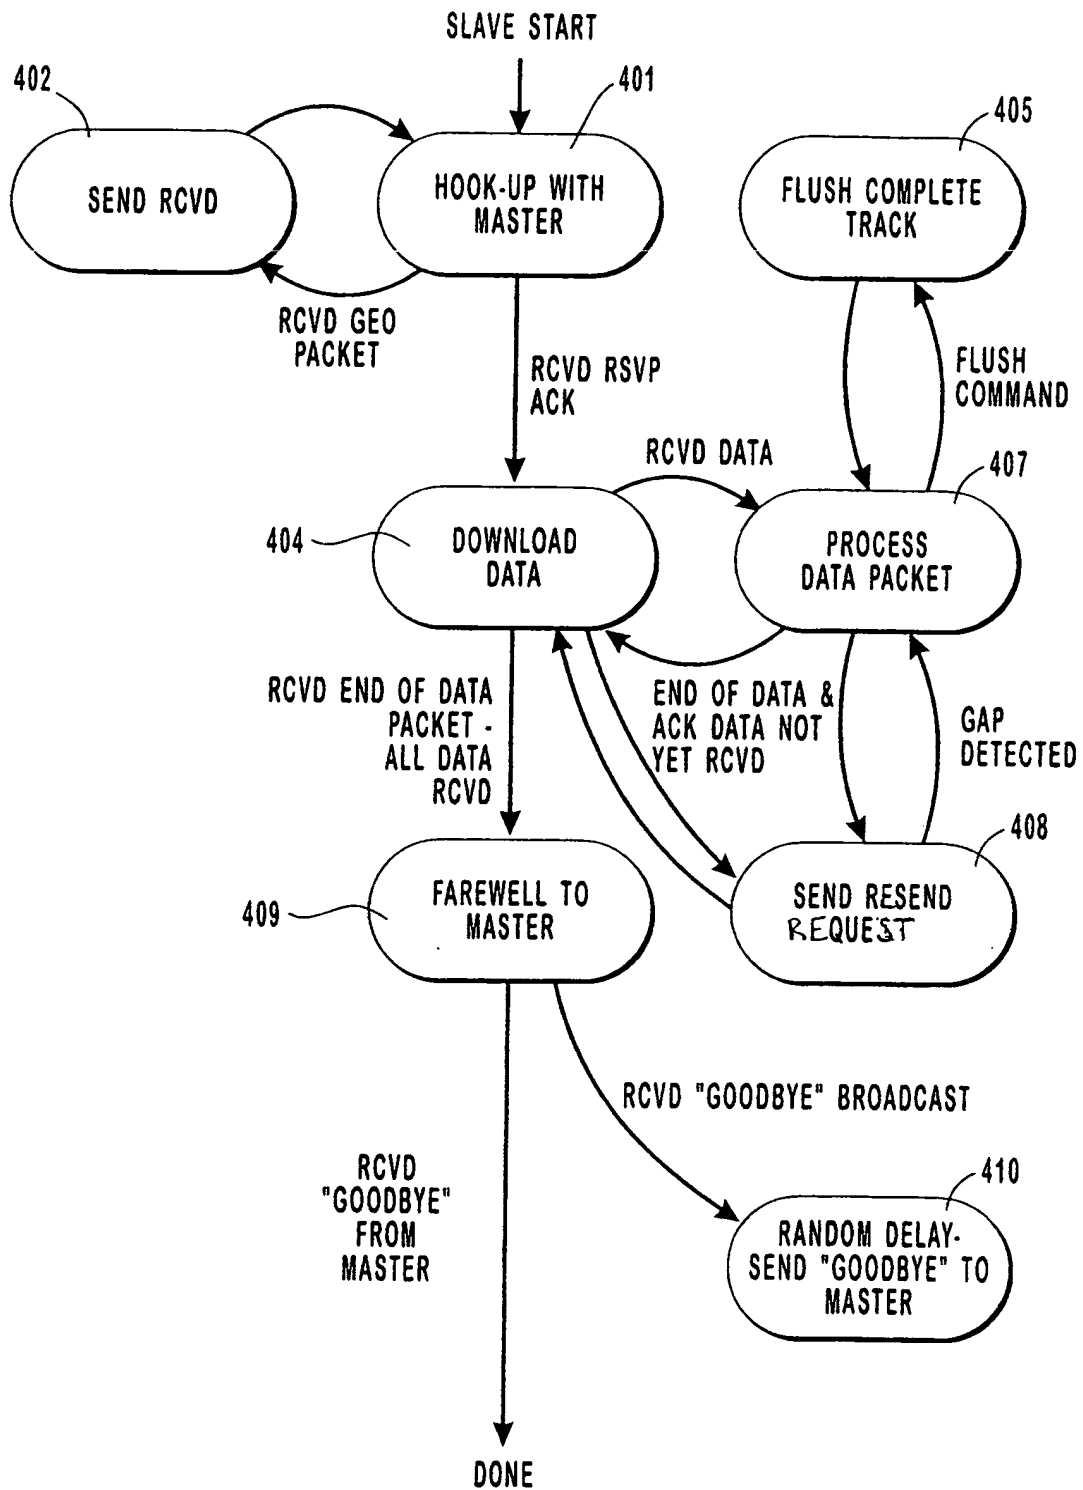 SLAVE START
402
401
405
SEND RCVD
HOOK-UP WITH
MASTER
FLUSH COMPLETE
TRACK
RCVD GEO
PACKET
RCVD RSVP
ACK
FLUSH
COMMAND
RCVD DATA
407
404
DOWNLOAD
DATA
PROCESS
DATA PACKET
RCVD END OF DATA
PACKET -
ALL DATA
RCVD
END OF DATA &
ACK DATA NOT
YET RCVD
GAP
DETECTED
408
409
FAREWELL TO
MASTER
SEND RESEND
REQUEST
RCVD "GOODBYE" BROADCAST
RCVD
"GOODBYE"
FROM
MASTER
410
RANDOM DELAY-
SEND "GOODBYE" TO
MASTER
DONE